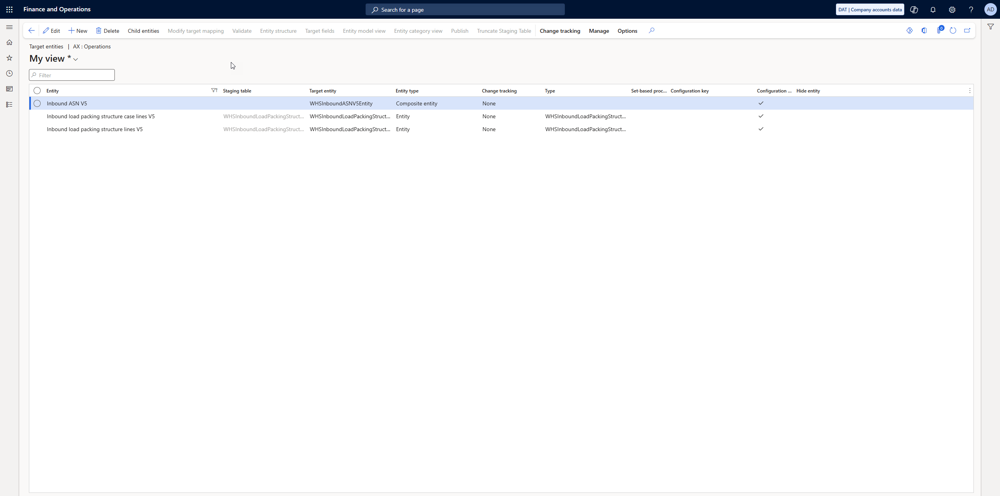 Finance and Operations
Search for a page
DAT | Company accounts data
AD
Edit New Delete Child entities Modify target mapping Validate Entity structure Target fields Entity model view Entity category view Publish Truncate Staging Table Change tracking Manage Options 0
Target entities | AX : Operations
My view *
Filter
Entity Staging table Target entity Entity type Change tracking Type Set-based proc... Configuration key Configuration ... Hide entity
Inbound ASN V5 WHSInboundASNV5Entity Composite entity None
Inbound load packing structure case lines V5 WHSInboundLoadPackingStruct... WHSInboundLoadPackingStruct... Entity None WHSInboundLoadPackingStruct...
Inbound load packing structure lines V5 WHSInboundLoadPackingStruct... WHSInboundLoadPackingStruct... Entity None WHSInboundLoadPackingStruct...